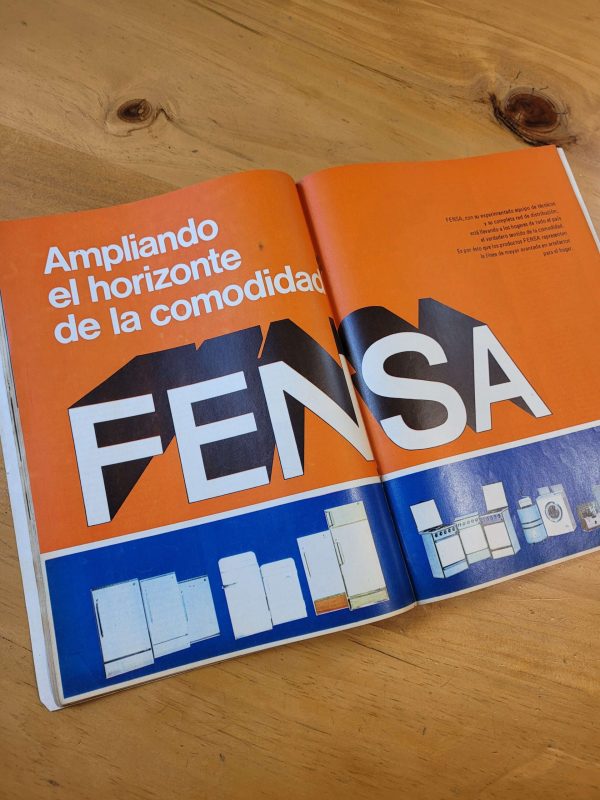 Ampliando
el horizonte
de la comodidad
FENSA
FENSA, con su experimentado equipo de técnicos
y su completa red de distribución,
está llevando a los hogares de todo el país
el verdadero sentido de la comodidad.
Es por ésto que los productos FENSA, representan
la línea de mayor avanzada en artefactos
para el hogar.